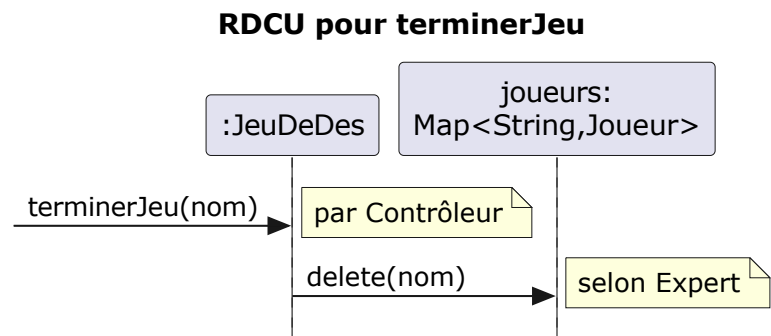 RDCU pour terminerJeu
:JeuDeDes
joueurs:
Map<String,Joueur>
terminerJeu(nom)
par Contrôleur
delete(nom)
selon Expert